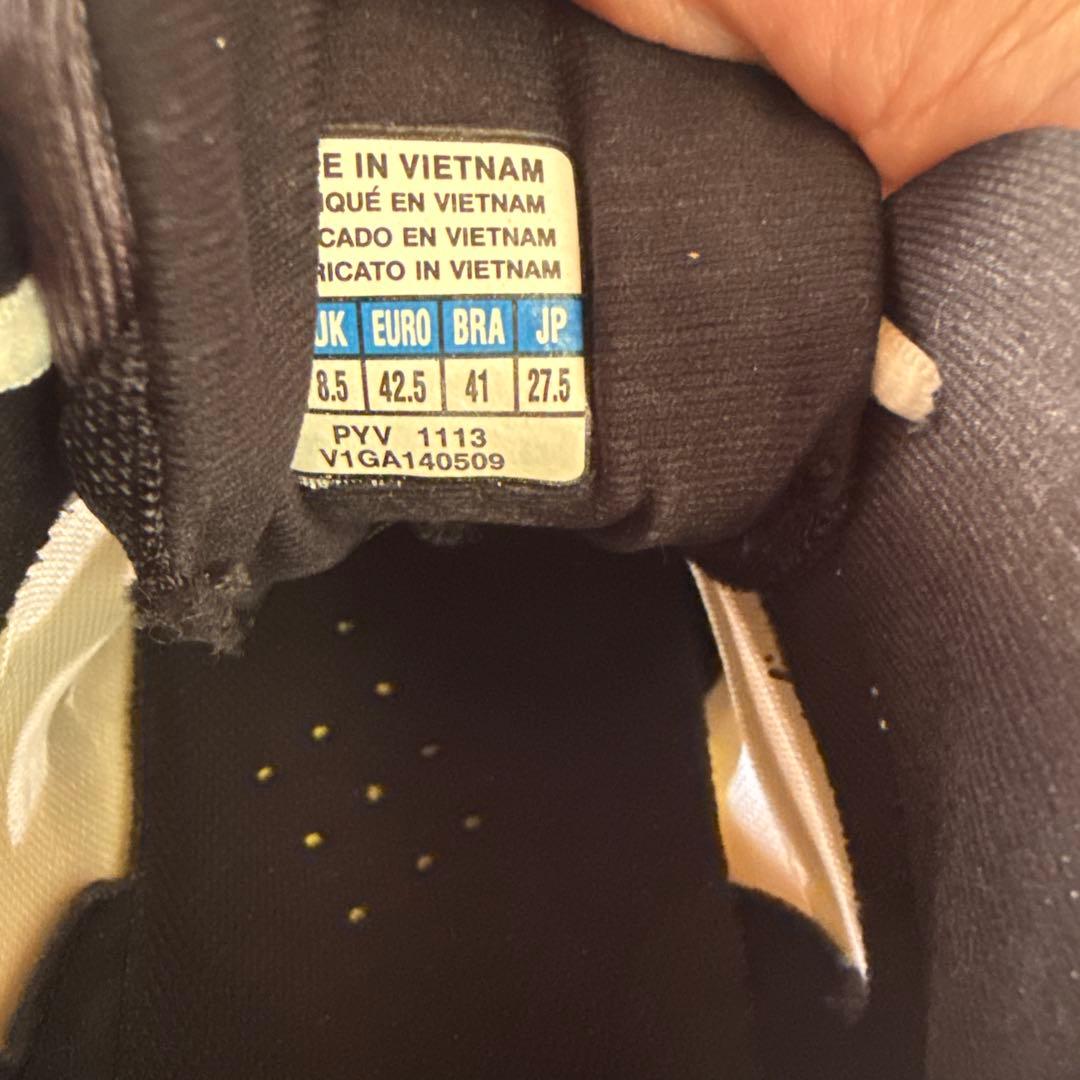 E IN VIETNAM
IQUÉ EN VIETNAM
CADO EN VIETNAM
RICATO IN VIETNAM
UK EURO BRA JP
8.5 42.5 41 27.5
PYV 1113
V1GA140509